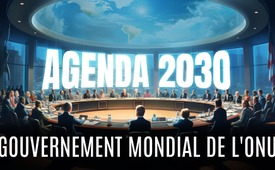 AGENDA 2030
GOUVERNEMENT MONDIAL DE L'ONU